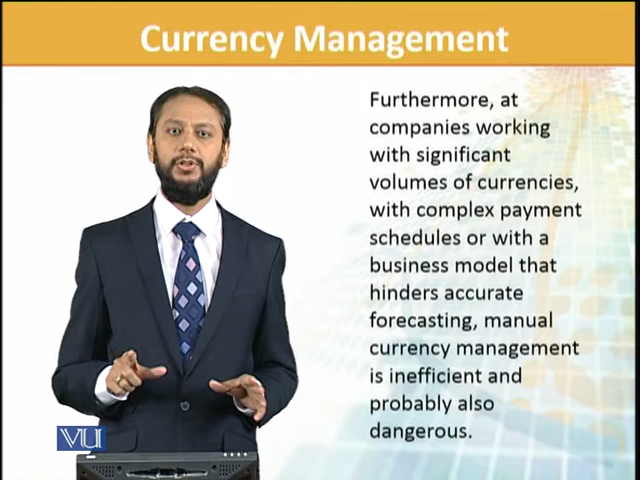 Currency Management
Furthermore, at
companies working
with significant
volumes of currencies,
with complex payment
schedules or with a
business model that
hinders accurate
forecasting, manual
currency management
is inefficient and
probably also
dangerous.
VU